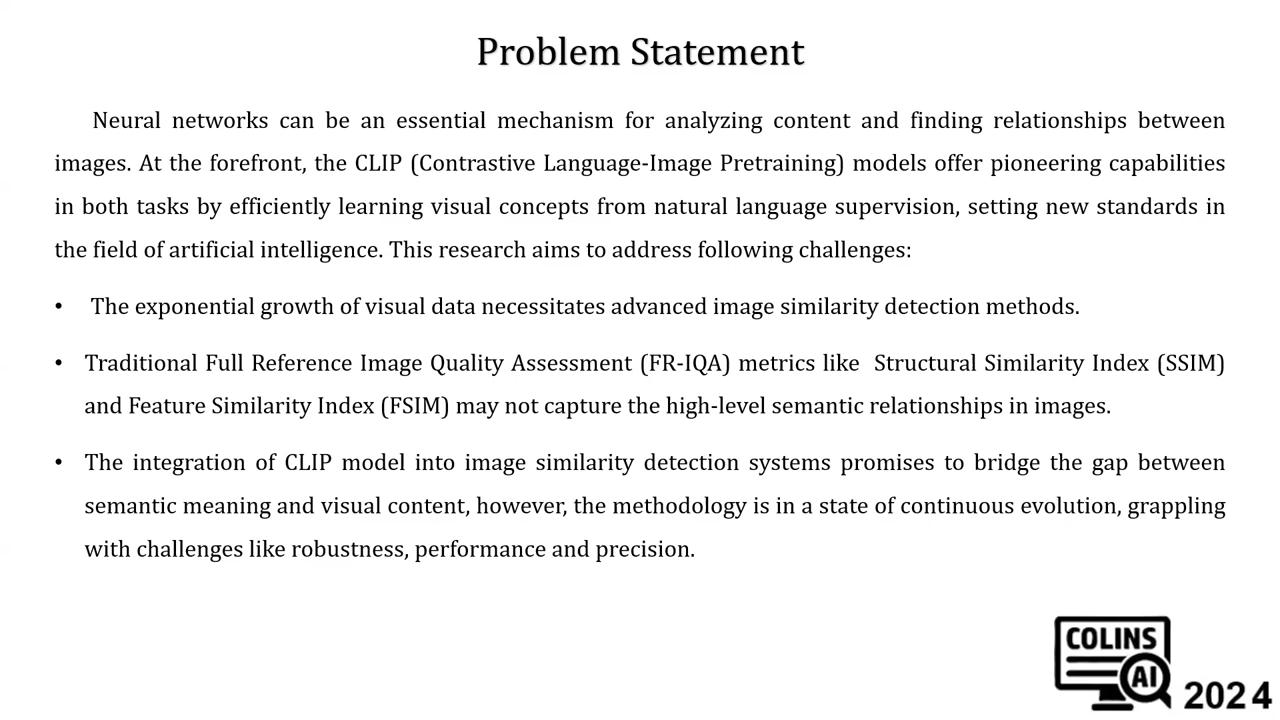 Problem Statement
Neural networks can be an essential mechanism for analyzing content and finding relationships between
images. At the forefront, the CLIP (Contrastive Language-Image Pretraining) models offer pioneering capabilities
in both tasks by efficiently learning visual concepts from natural language supervision, setting new standards in
the field of artificial intelligence. This research aims to address following challenges:
• The exponential growth of visual data necessitates advanced image similarity detection methods.
• Traditional Full Reference Image Quality Assessment (FR-IQA) metrics like Structural Similarity Index (SSIM)
and Feature Similarity Index (FSIM) may not capture the high-level semantic relationships in images.
• The integration of CLIP model into image similarity detection systems promises to bridge the gap between
semantic meaning and visual content, however, the methodology is in a state of continuous evolution, grappling
with challenges like robustness, performance and precision.
COLINS
AI
2024